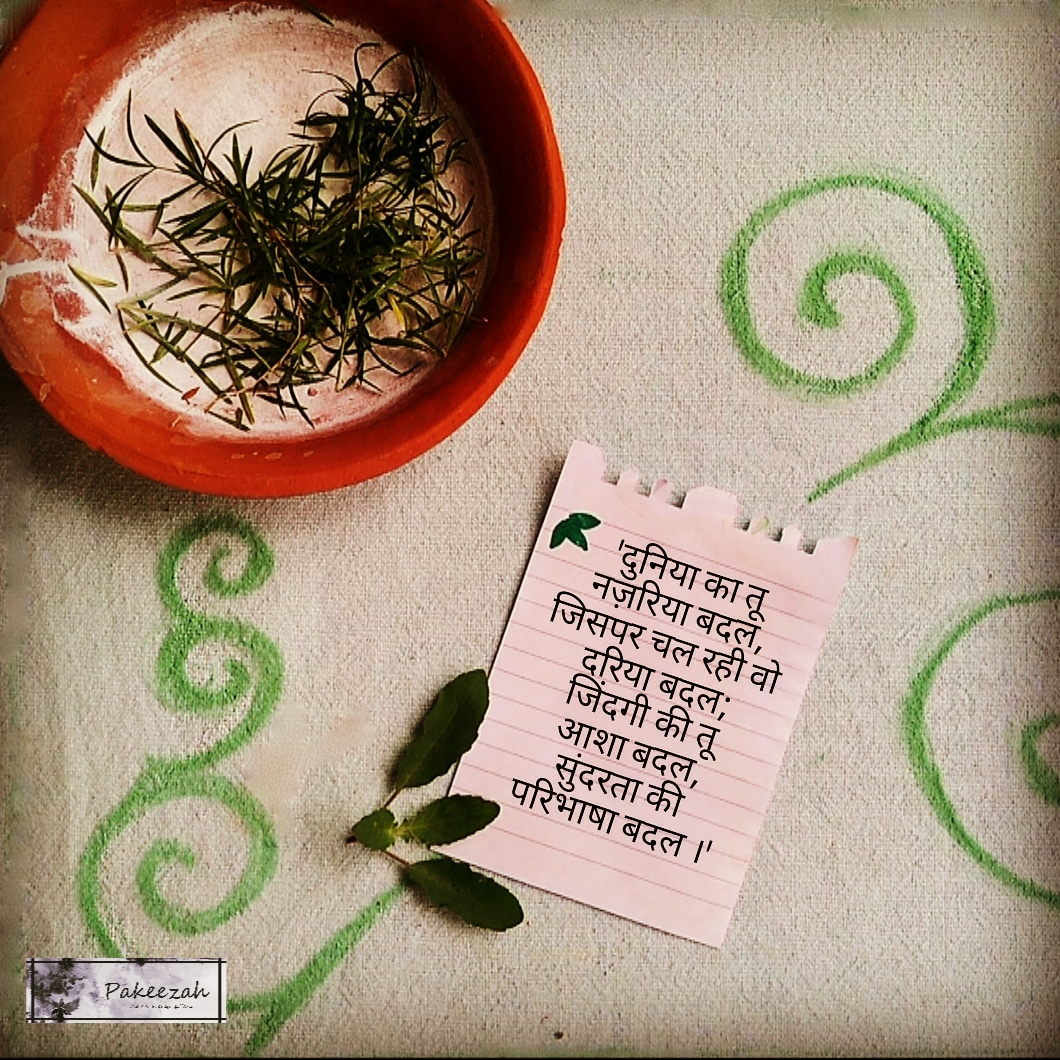 'दुनिया का तू
नज़रिया बदल,
जिसपर चल रही वो
दरिया बदल;
जिंदगी की तू
आशा बदल,
सुंदरता की
परिभाषा बदल ।'
Pakeezah